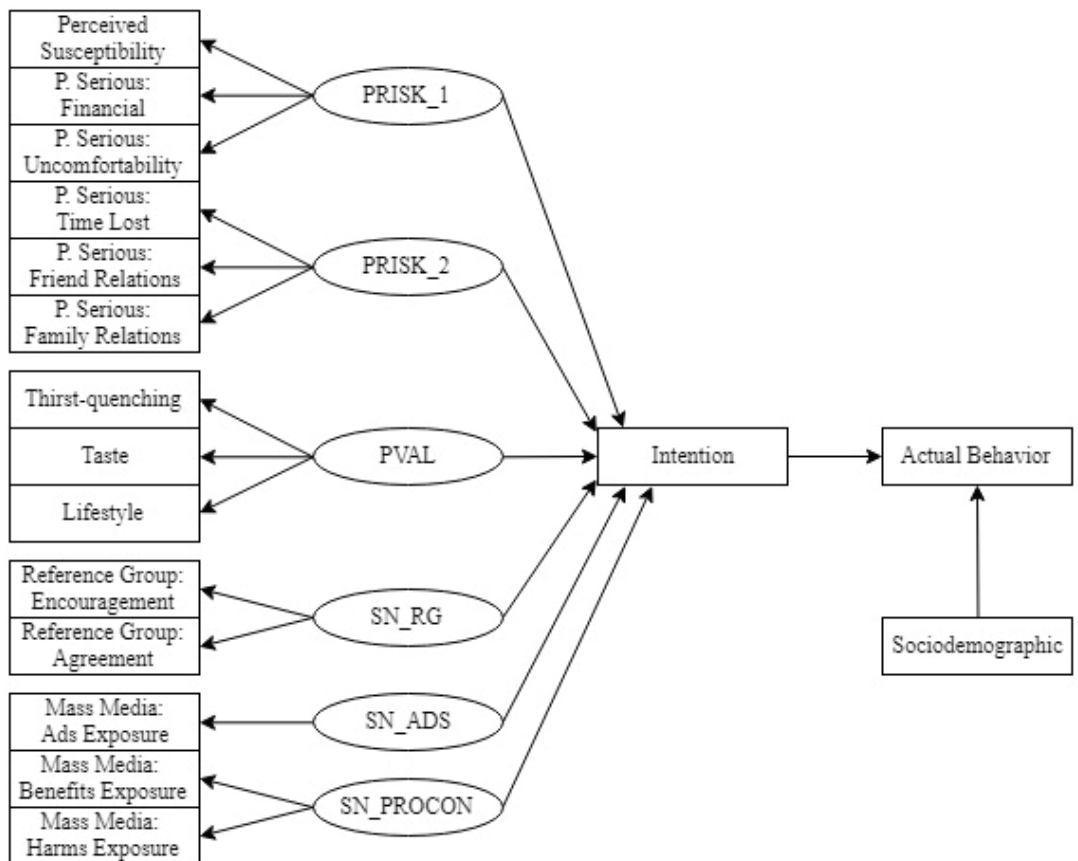 Perceived
Susceptibility
P. Serious:
Financial
P. Serious:
Uncomfortability
P. Serious:
Time Lost
P. Serious:
Friend Relations
P. Serious:
Family Relations
PRISK_1
PRISK_2
Thirst-quenching
Taste
Lifestyle
PVAL
Intention
Actual Behavior
Reference Group:
Encouragement
Reference Group:
Agreement
SN_RG
Sociodemographic
Mass Media:
Ads Exposure
Mass Media:
Benefits Exposure
Mass Media:
Harms Exposure
SN_ADS
SN_PROCON